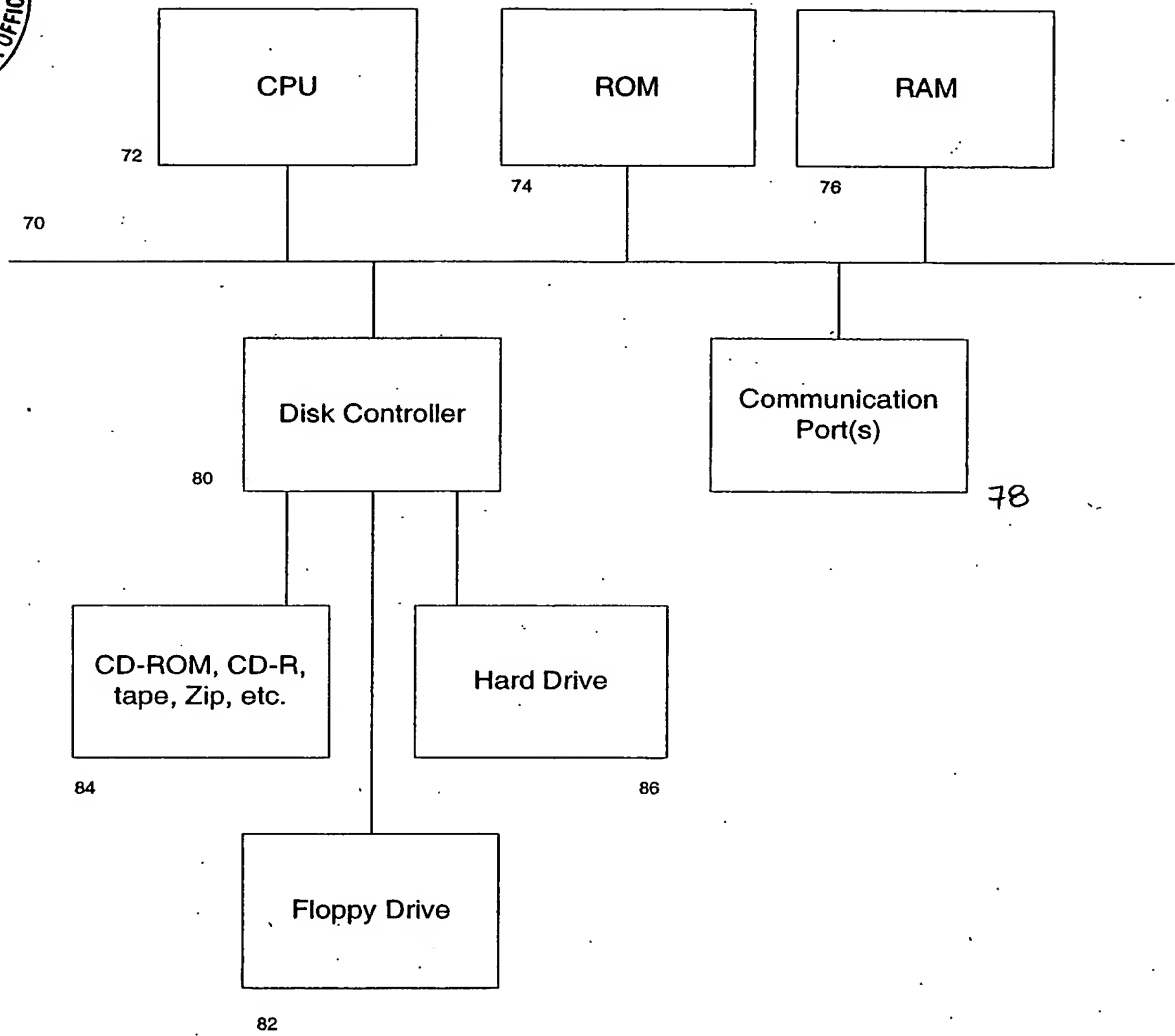 OFFIC
CPU
ROM
RAM
72
74
76
70
Disk Controller
Communication
Port(s)
80
78
CD-ROM, CD-R,
tape, Zip, etc.
Hard Drive
84
86
Floppy Drive
82